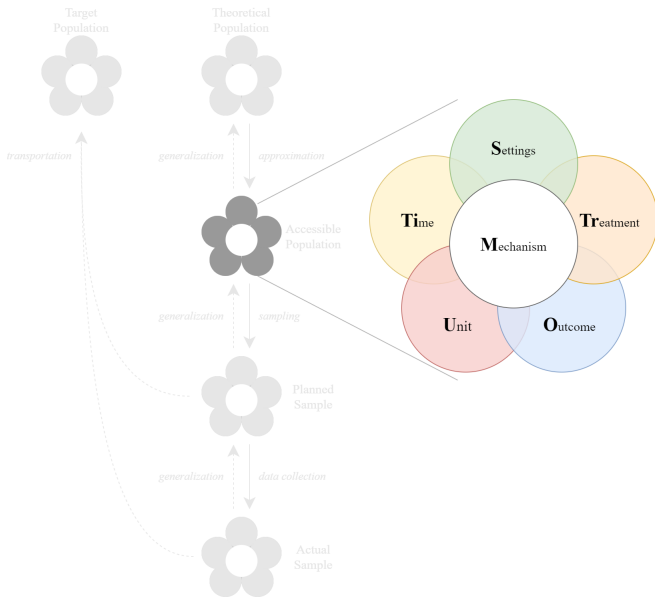 Target
Population
Theoretical
Population
transportation
generalization
approximation
Accessible
Population
generalization
sampling
Planned
Sample
generalization
data collection
Actual
Sample
Settings
Time
Treatment
Mechanism
Unit
Outcome